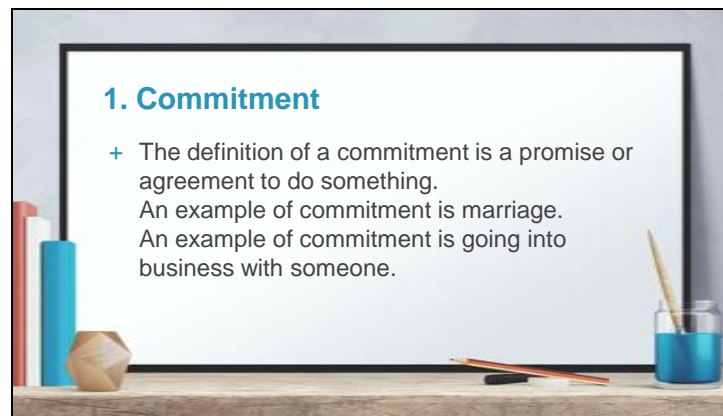 1. Commitment
+ The definition of a commitment is a promise or
agreement to do something.
An example of commitment is marriage.
An example of commitment is going into
business with someone.